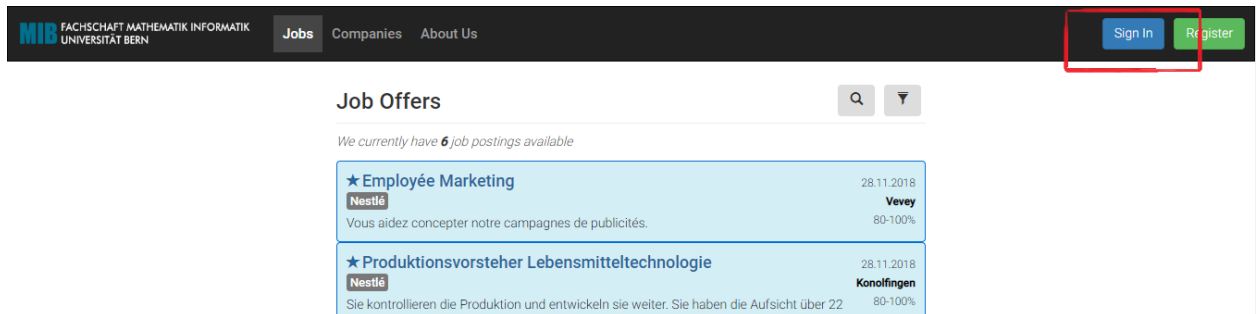 MIB FACHSCHAFT MATHEMATIK INFORMATIK
UNIVERSITÄT BERN
Jobs Companies About Us Sign In Register
Job Offers
We currently have 6 job postings available
★Employée Marketing 28.11.2018
Nestlé Vevey
Vous aidez concepter notre campagnes de publicités. 80-100%
★Produktionsvorsteher Lebensmitteltechnologie 28.11.2018
Nestlé Konolfingen
Sie kontrollieren die Produktion und entwickeln sie weiter. Sie haben die Aufsicht über 22 80-100%